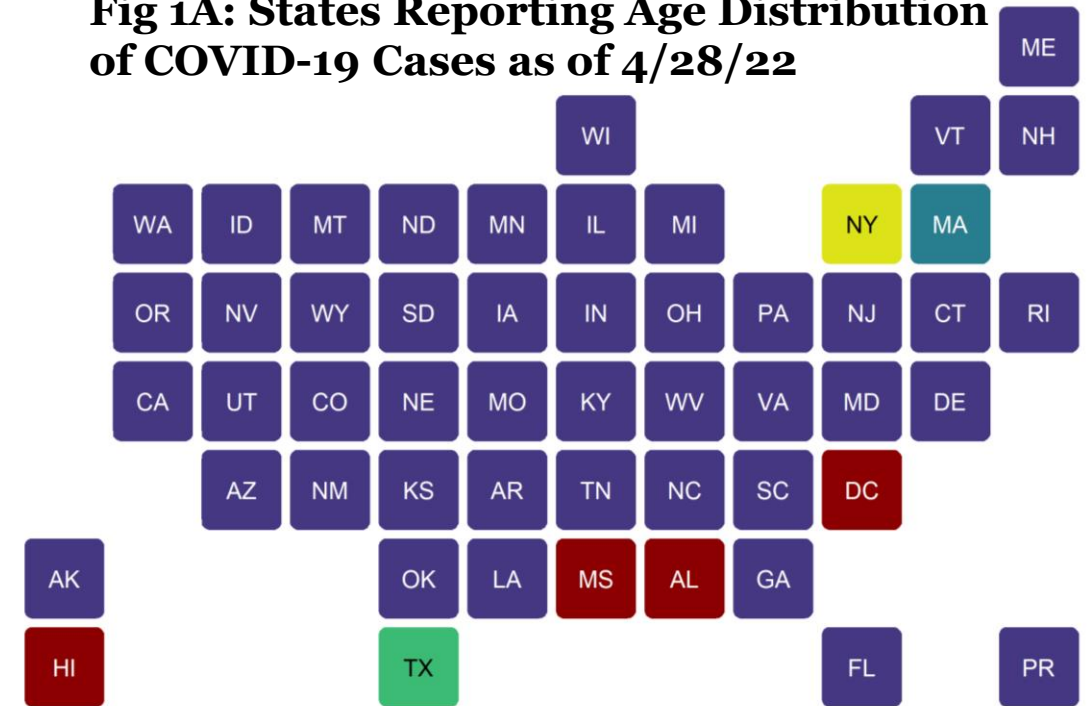 Fig 1A: States Reporting Age Distribution
of COVID-19 Cases as of 4/28/22
ME
WI VT NH
WA ID MT ND MN IL MI NY MA
OR NV WY SD IA IN OH PA NJ CT RI
CA UT CO NE MO KY WV VA MD DE
AZ NM KS AR TN NC SC DC
AK OK LA MS AL GA
HI TX FL PR